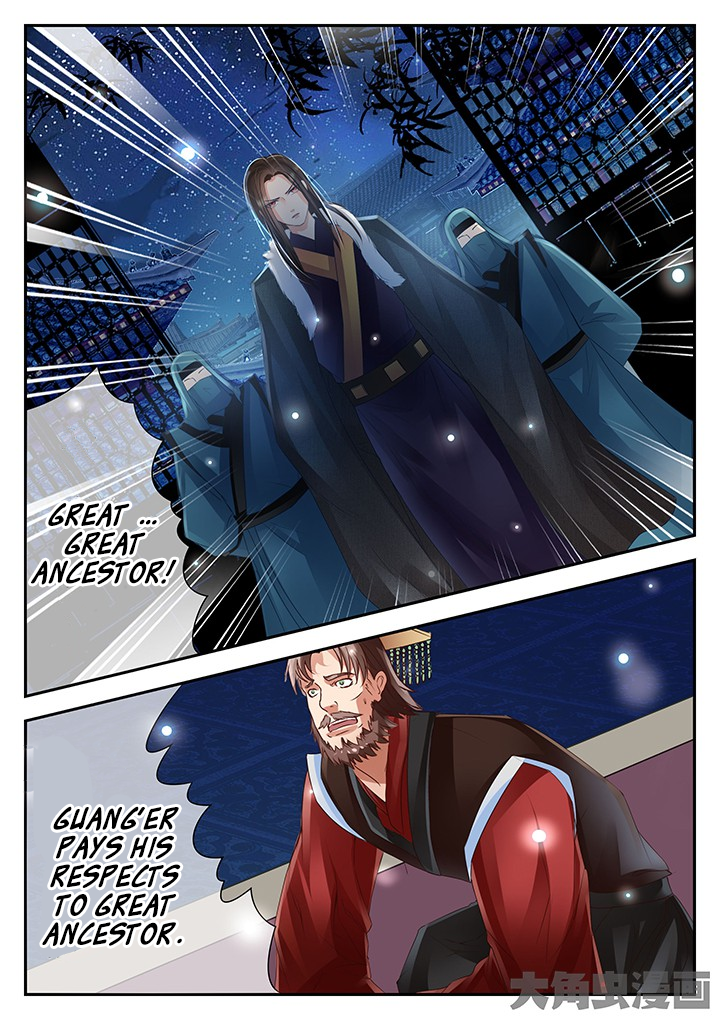 GREAT ...
GREAT
ANCESTOR!
GUANG'ER
PAYS HIS
RESPECTS
TO GREAT
ANCESTOR.
大角虫漫画